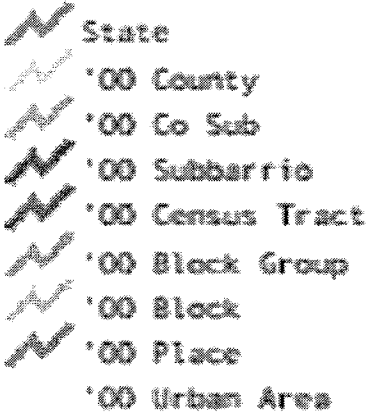 State
'00 County
'00 Co Sub
'00 Subbarrio
'00 Census Tract
'00 Block Group
'00 Block
'00 Place
'00 Urban Area